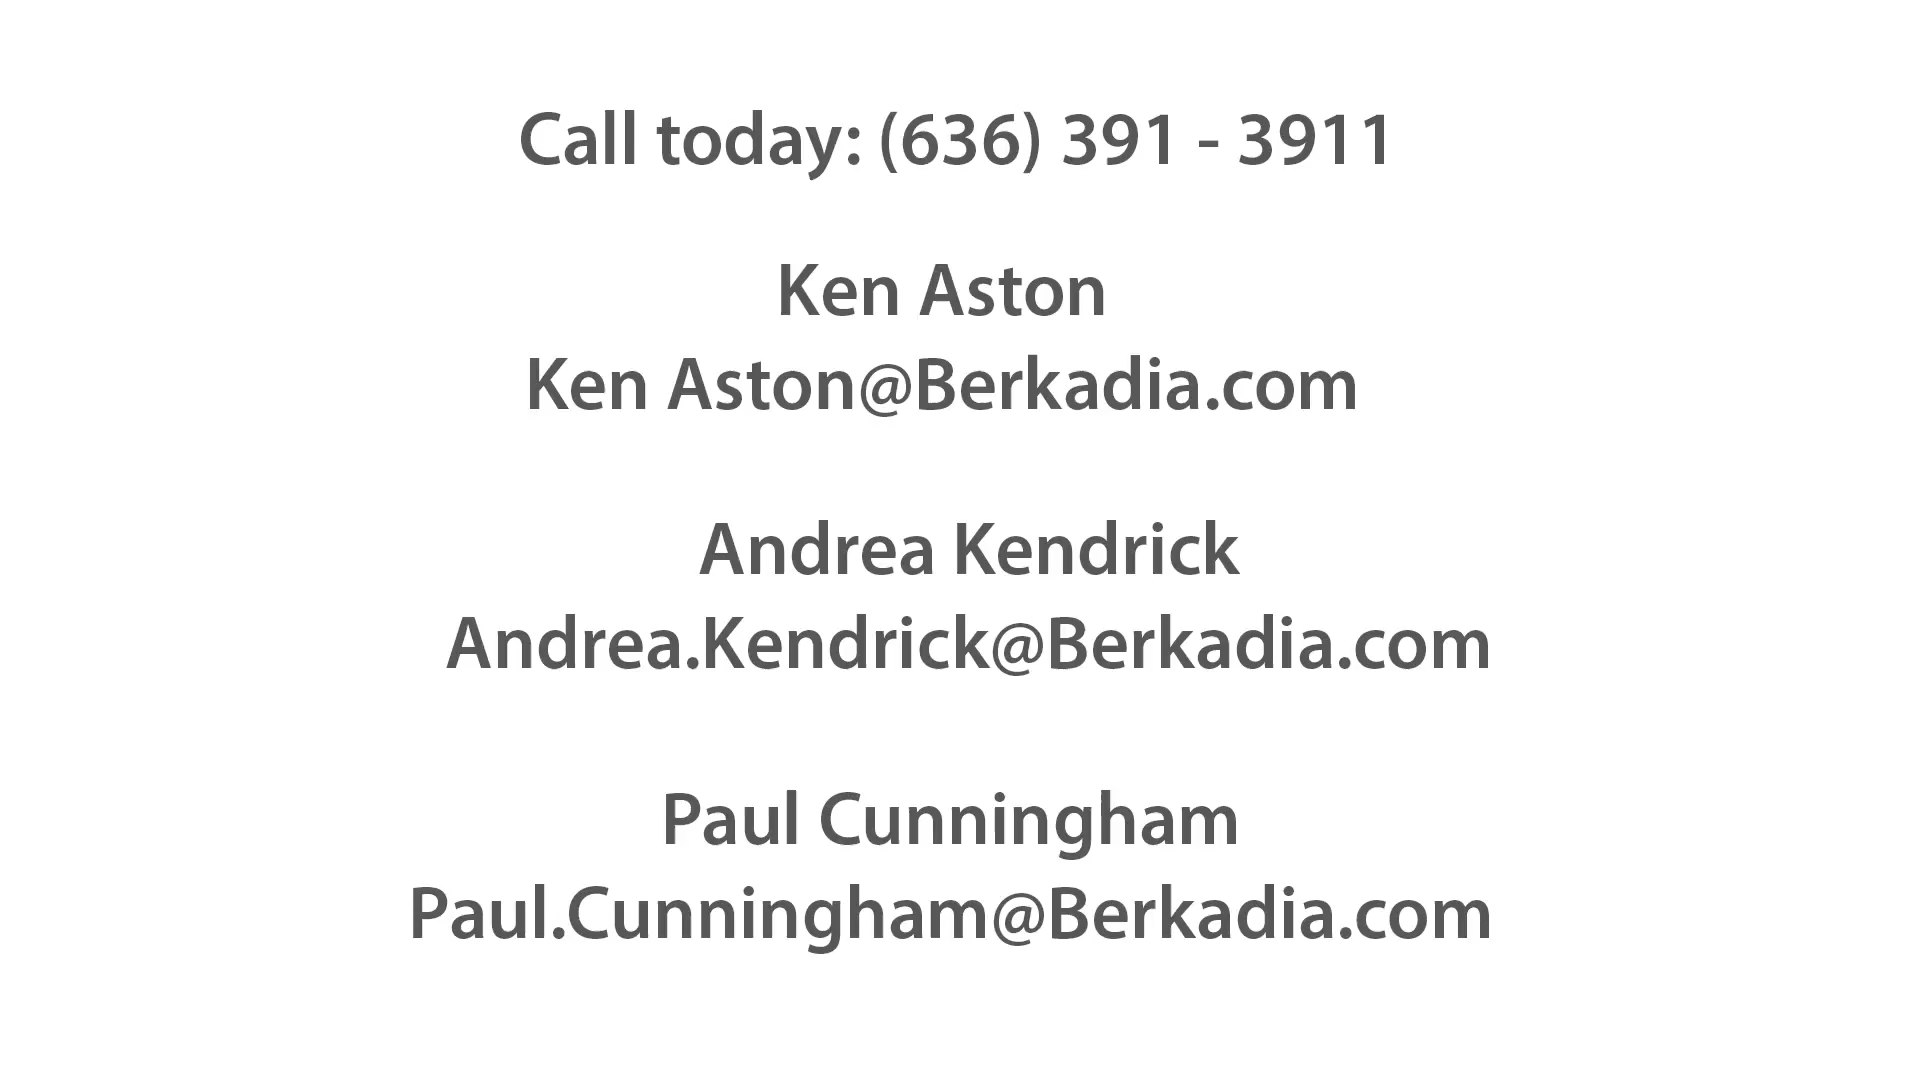 Call today: (636) 391 - 3911
Ken Aston
Ken Aston@Berkadia.com
Andrea Kendrick
Andrea.Kendrick@Berkadia.com
Paul Cunningham
Paul.Cunningham@Berkadia.com